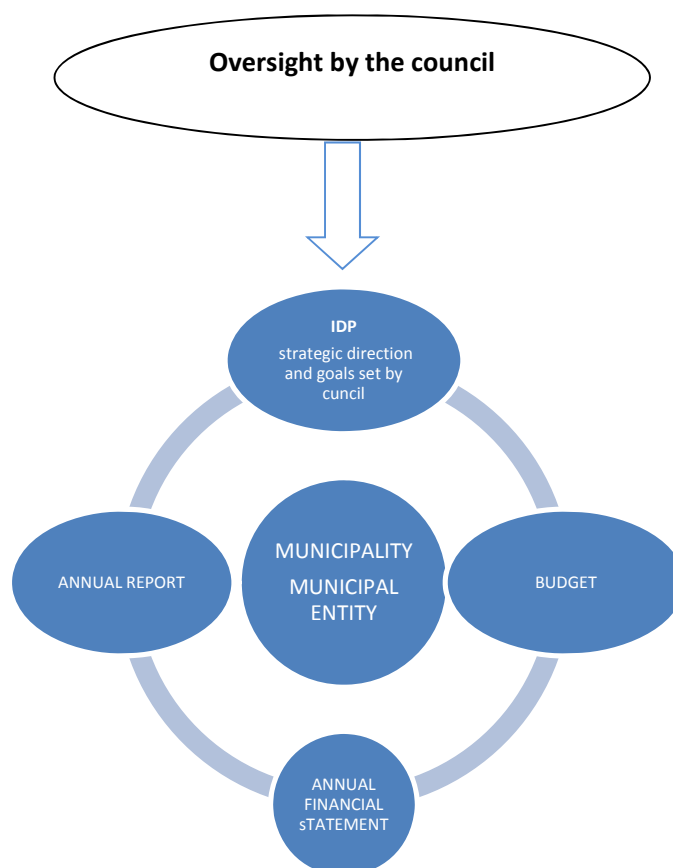 Oversight by the council
IDP
strategic direction
and goals set by
cuncil
MUNICIPALITY
MUNICIPAL
ENTITY
ANNUAL REPORT
BUDGET
ANNUAL
FINANCIAL
sTATEMENT